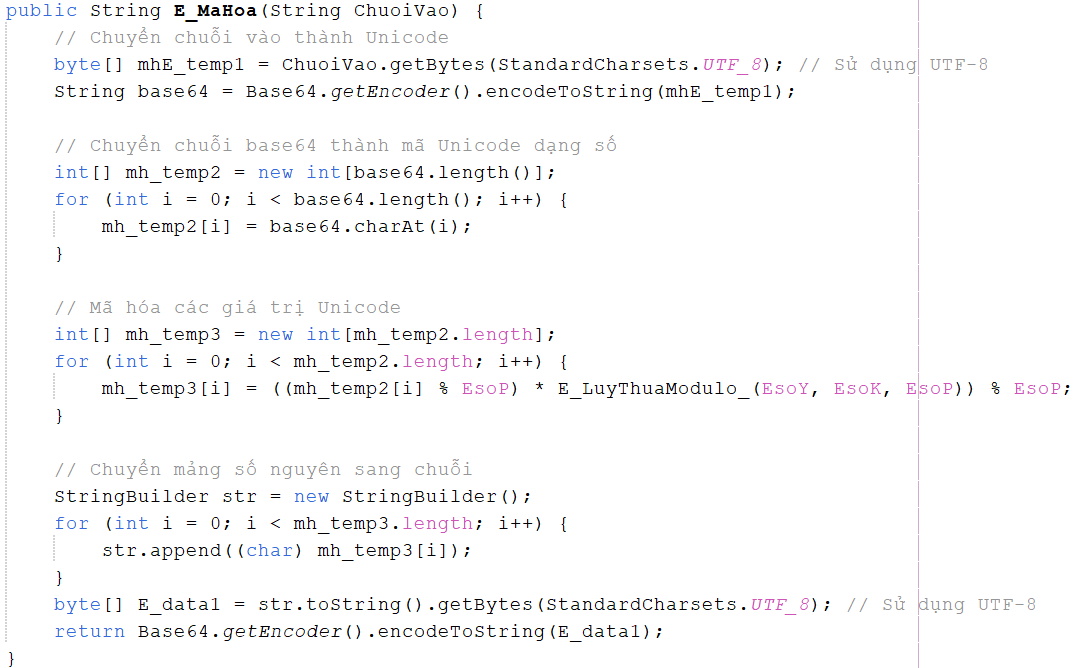 public String E_MaHoa(String ChuoiVao) {
// Chuyển chuỗi vào thành Unicode
byte[] mhE_temp1 = ChuoiVao.getBytes(StandardCharsets.UTF_8); // Sử dụng UTF-8
String base64 = Base64.getEncoder().encodeToString(mhE_temp1);
// Chuyển chuỗi base64 thành mã Unicode dạng số
int[] mh_temp2 = new int[base64.length()];
for (int i = 0; i < base64.length(); i++) {
mh_temp2[i] = base64.charAt(i);
}
// Mã hóa các giá trị Unicode
int[] mh_temp3 = new int[mh_temp2.length];
for (int i = 0; i < mh_temp2.length; i++) {
mh_temp3[i] = ((mh_temp2[i] % EsoP) * E_LuyThuaModulo_(EsoY, EsoK, EsoP)) % EsoP;
}
// Chuyển mảng số nguyên sang chuỗi
StringBuilder str = new StringBuilder();
for (int i = 0; i < mh_temp3.length; i++) {
str.append((char) mh_temp3[i]);
}
byte[] E_data1 = str.toString().getBytes(StandardCharsets.UTF_8); // Sử dụng UTF-8
return Base64.getEncoder().encodeToString(E_data1);
}